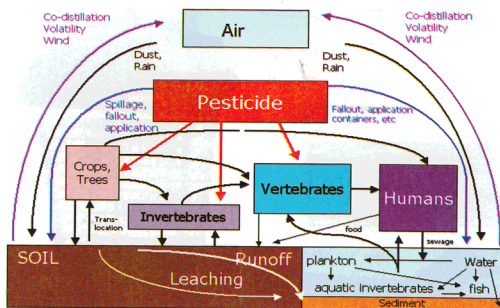 Co-distillation
Volatility
Wind
Air
Co-distillation
Volatility
Wind
Dust,
Rain
Dust,
Rain
Pesticide
Spillage,
fallout,
application
Fallout, application
containers, etc
Crops,
Trees
Vertebrates
Humans
Invertebrates
Trans-
location
food
sewage
SOIL
Runoff
plankton
Water
Leaching
aquatic invertebrates
fish
Sediment